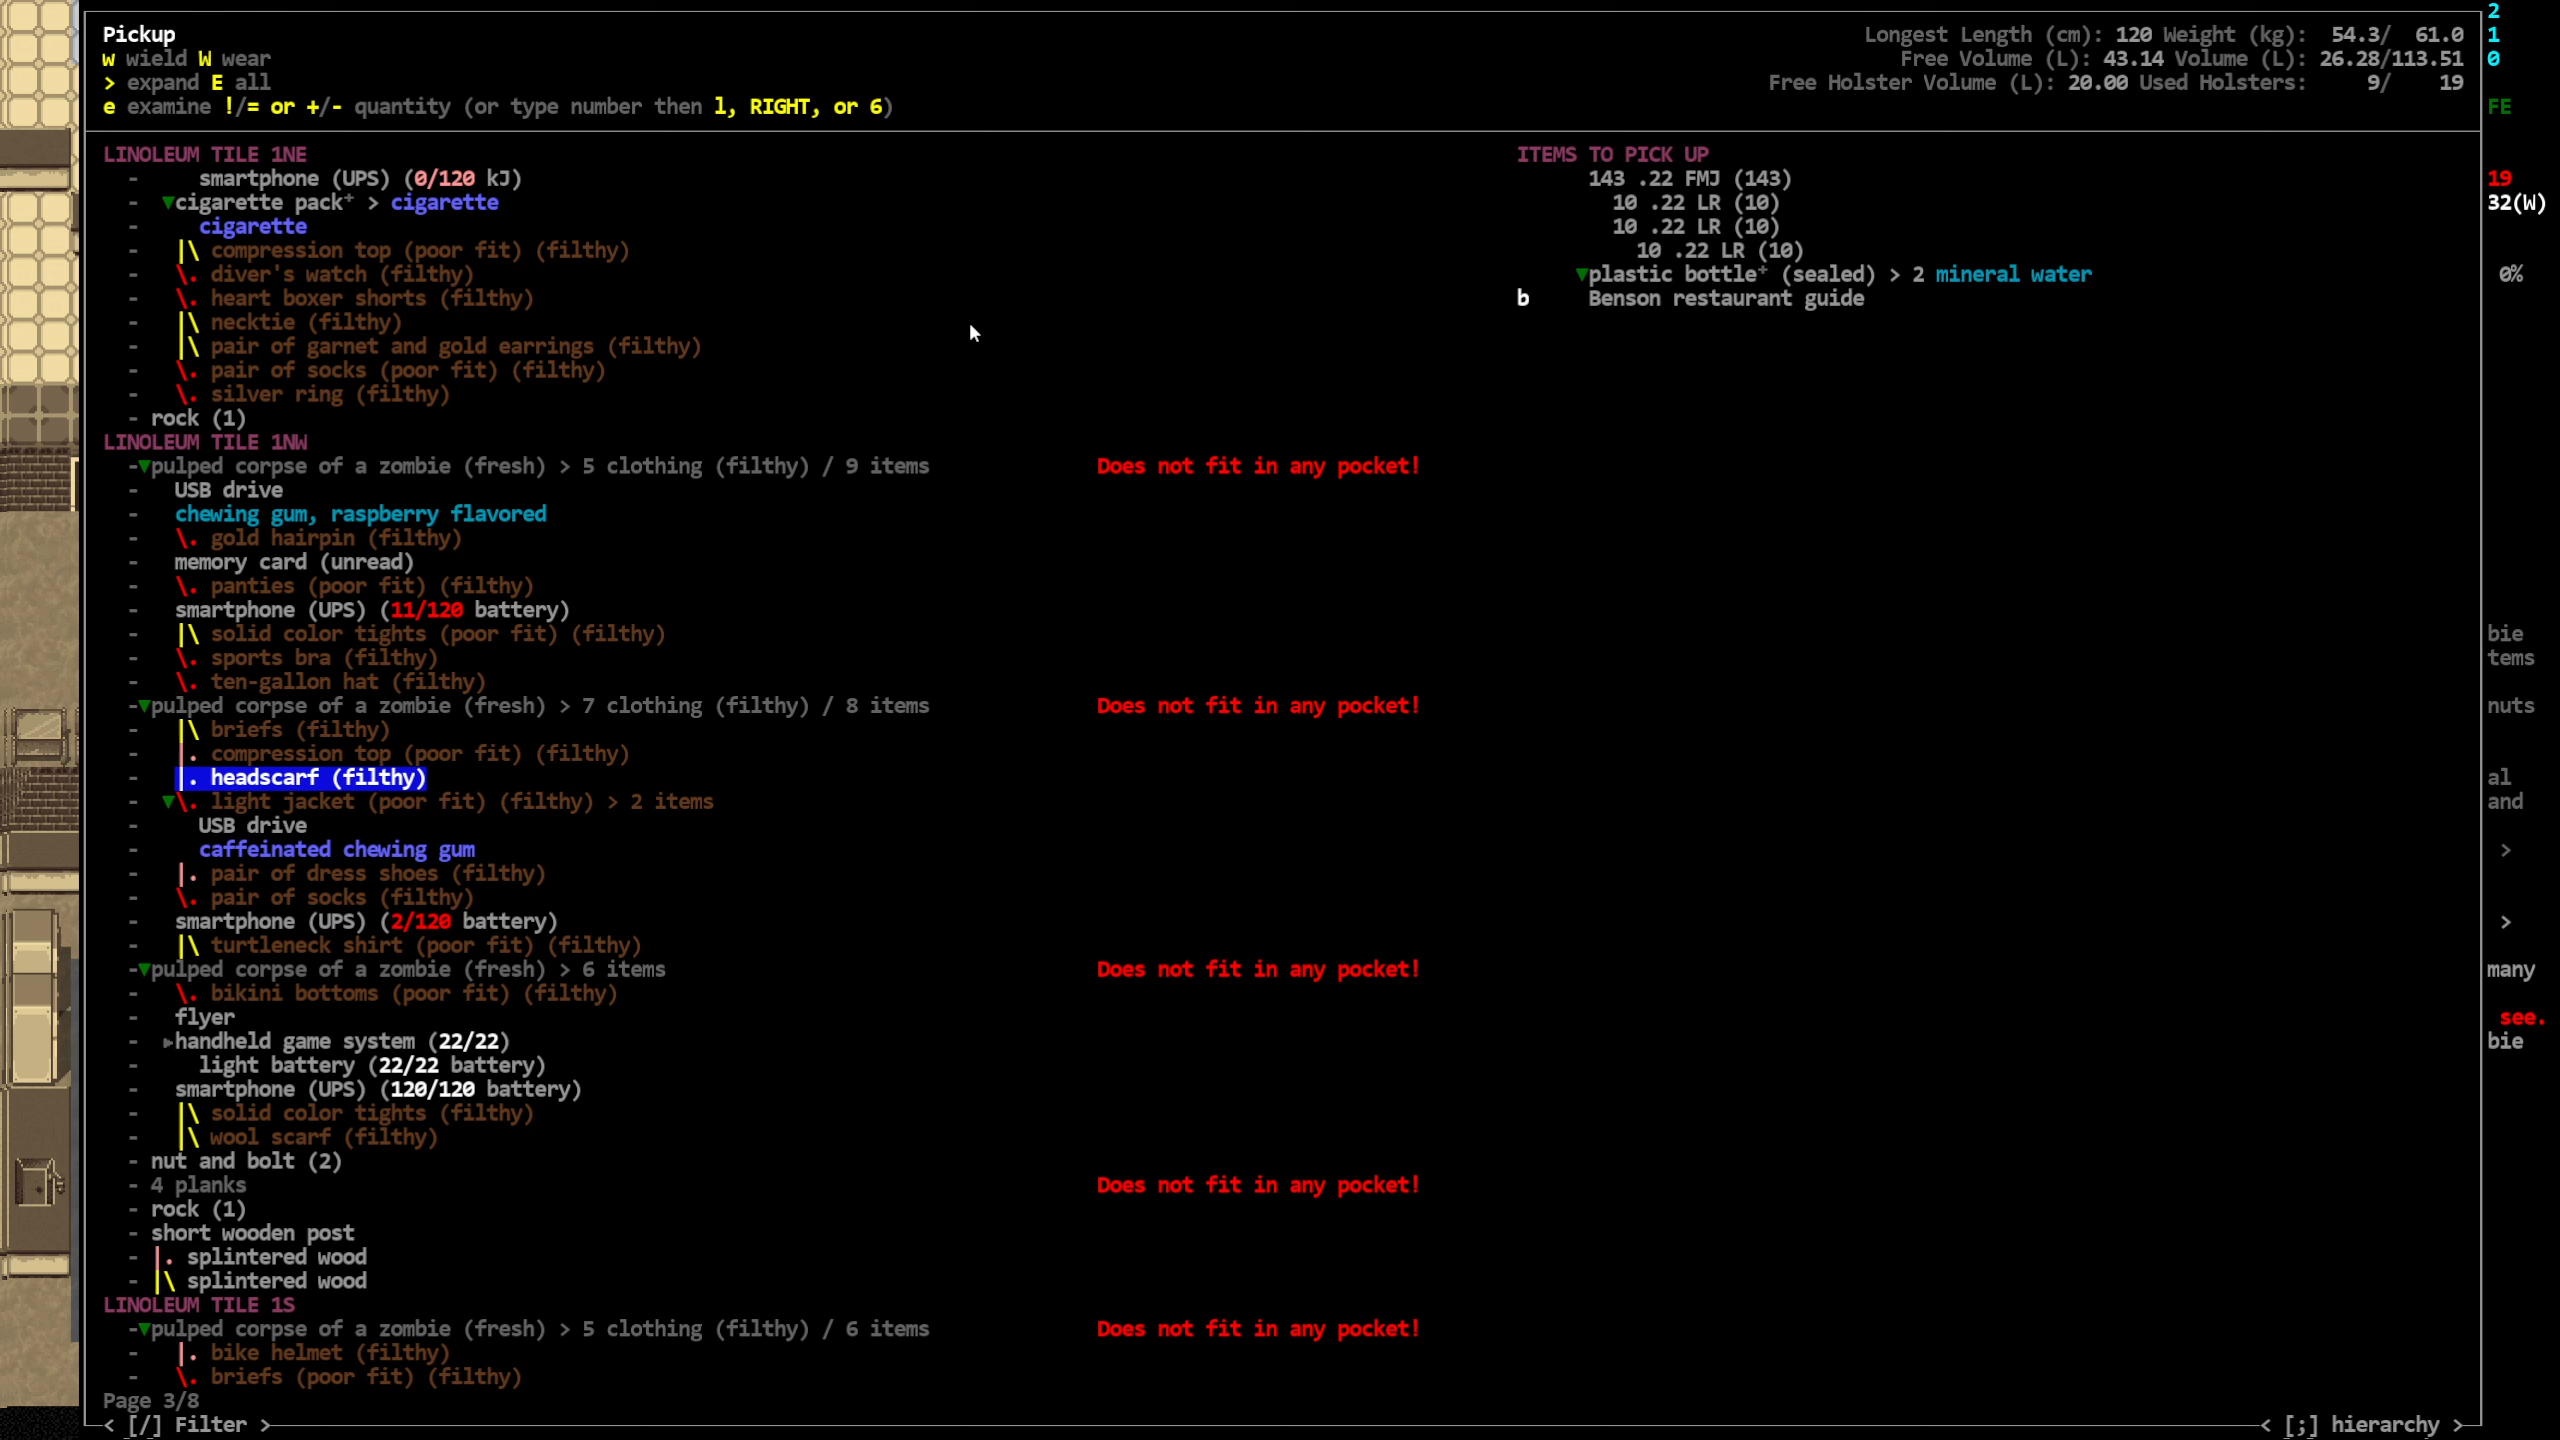 Pickup
w wield W wear
> expand E all
e examine !/= or +/- quantity (or type number then l, RIGHT, or 6)
Longest Length (cm): 120 Weight (kg): 54.3/ 61.0
Free Volume (L): 43.14 Volume (L): 26.28/113.51
Free Holster Volume (L): 20.00 Used Holsters: 9/ 19
LINOLEUM TILE 1NE
- smartphone (UPS) (0/120 kJ)
- ▼cigarette pack⁺ > cigarette
- cigarette
- |\ compression top (poor fit) (filthy)
- \. diver's watch (filthy)
- \. heart boxer shorts (filthy)
- |\ necktie (filthy)
- |\ pair of garnet and gold earrings (filthy)
- \. pair of socks (poor fit) (filthy)
- \. silver ring (filthy)
- rock (1)
LINOLEUM TILE 1NW
-▼pulped corpse of a zombie (fresh) > 5 clothing (filthy) / 9 items Does not fit in any pocket!
- USB drive
- chewing gum, raspberry flavored
- \. gold hairpin (filthy)
- memory card (unread)
- \. panties (poor fit) (filthy)
- smartphone (UPS) (11/120 battery)
- |\ solid color tights (poor fit) (filthy)
- \. sports bra (filthy)
- \. ten-gallon hat (filthy)
-▼pulped corpse of a zombie (fresh) > 7 clothing (filthy) / 8 items Does not fit in any pocket!
- |\ briefs (filthy)
- |. compression top (poor fit) (filthy)
- |. headscarf (filthy)
- ▼\. light jacket (poor fit) (filthy) > 2 items
- USB drive
- caffeinated chewing gum
- |. pair of dress shoes (filthy)
- \. pair of socks (filthy)
- smartphone (UPS) (2/120 battery)
- |\ turtleneck shirt (poor fit) (filthy)
-▼pulped corpse of a zombie (fresh) > 6 items Does not fit in any pocket!
- \. bikini bottoms (poor fit) (filthy)
- flyer
- ▶handheld game system (22/22)
- light battery (22/22 battery)
- smartphone (UPS) (120/120 battery)
- |\ solid color tights (filthy)
- |\ wool scarf (filthy)
- nut and bolt (2)
- 4 planks Does not fit in any pocket!
- rock (1)
- short wooden post
- |. splintered wood
- |\ splintered wood
LINOLEUM TILE 1S
-▼pulped corpse of a zombie (fresh) > 5 clothing (filthy) / 6 items Does not fit in any pocket!
- |. bike helmet (filthy)
- \. briefs (poor fit) (filthy)
Page 3/8
< [/] Filter >
ITEMS TO PICK UP
143 .22 FMJ (143)
10 .22 LR (10)
10 .22 LR (10)
10 .22 LR (10)
▼plastic bottle⁺ (sealed) > 2 mineral water
b Benson restaurant guide
< [;] hierarchy >
2
1
0
FE
19
32(W)
0%
bie
tems
nuts
al
and
>
>
many
see.
bie